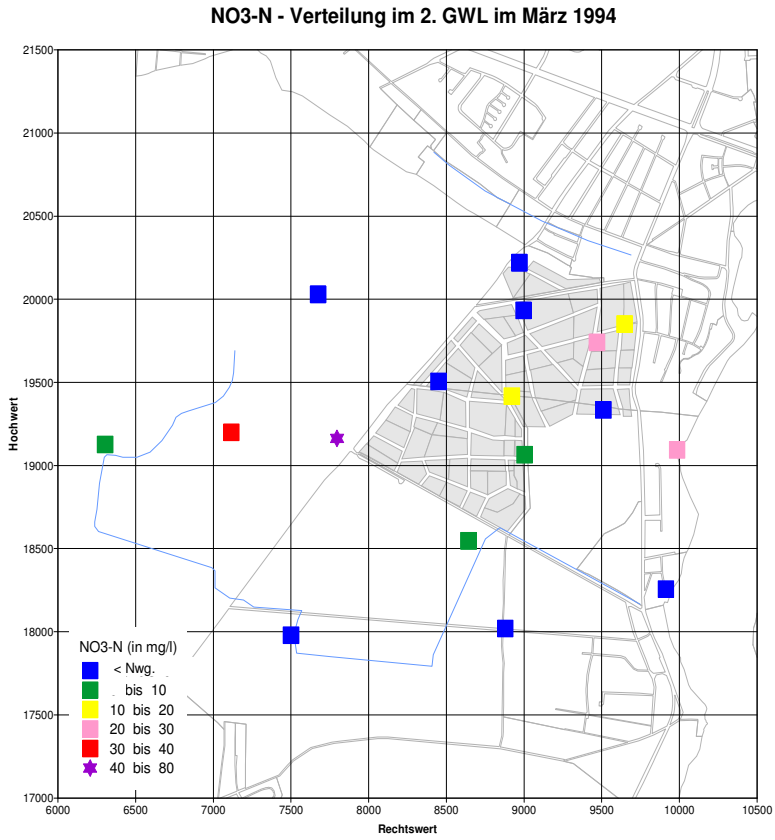 NO3-N - Verteilung im 2. GWL im März 1994
21500
21000
20500
20000
19500
19000
18500
18000
17500
17000
Hochwert
NO3-N (in mg/l)
< Nwg.
bis 10
10 bis 20
20 bis 30
30 bis 40
40 bis 80
6000 6500 7000 7500 8000 8500 9000 9500 10000 10500
Rechtswert